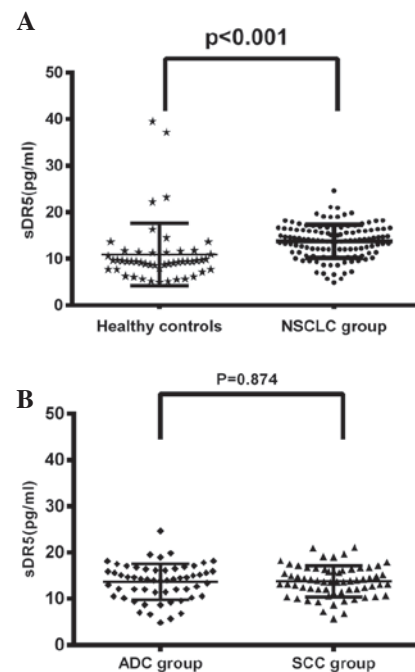 A
p<0.001
50
40
30
20
10
0
sDR5(pg/ml)
Healthy controls
NSCLC group
B
P=0.874
50
40
30
20
10
0
sDR5(pg/ml)
ADC group
SCC group